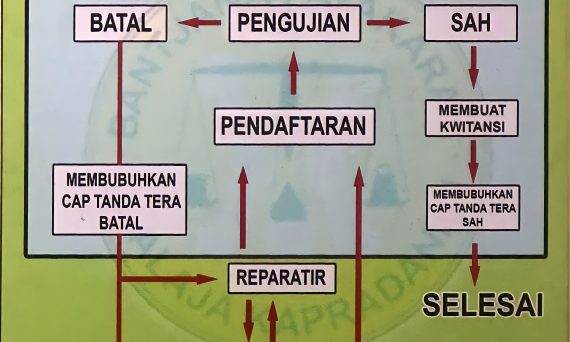 BATAL
PENGUJIAN
SAH
MEMBUAT
KWITANSI
PENDAFTARAN
MEMBUBUHKAN
CAP TANDA TERA
BATAL
MEMBUBUHKAN
CAP TANDA TERA
SAH
REPARATIR
SELESAI